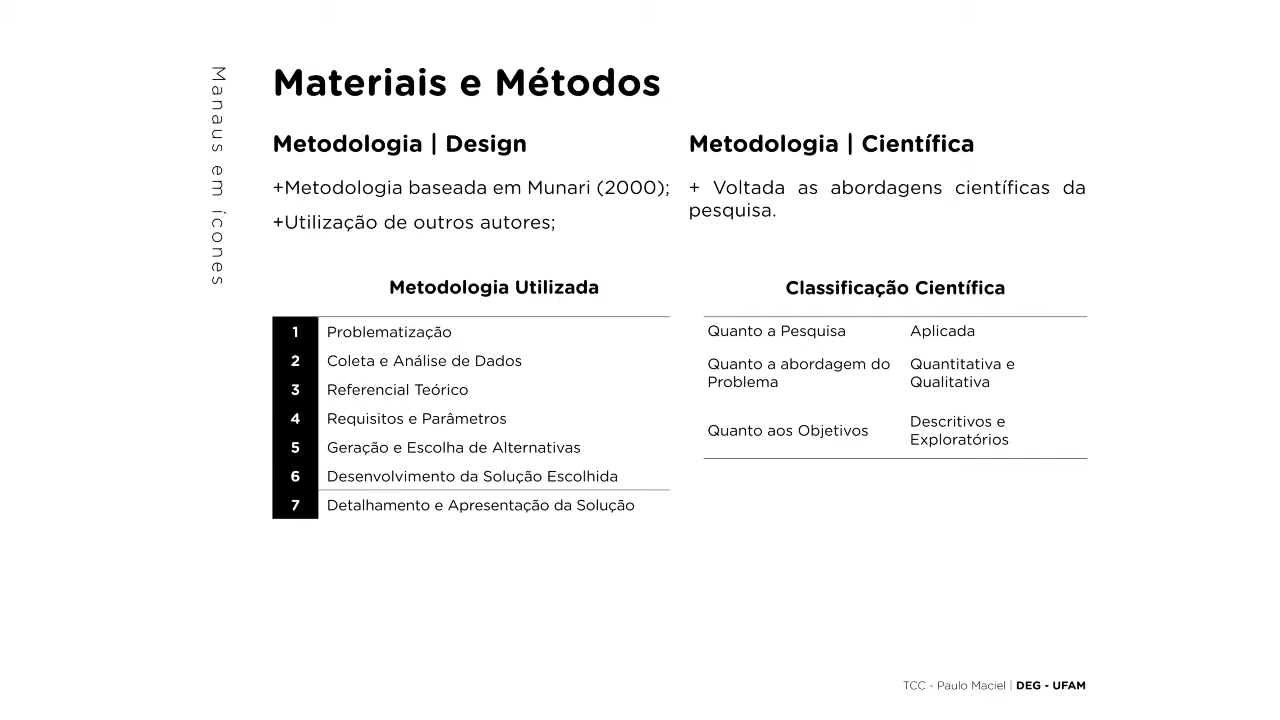 Manaus em ícones
Materiais e Métodos
Metodologia | Design
+Metodologia baseada em Munari (2000);
+Utilização de outros autores;
Metodologia | Científica
+ Voltada as abordagens científicas da
pesquisa.
Metodologia Utilizada
1 Problematização
2 Coleta e Análise de Dados
3 Referencial Teórico
4 Requisitos e Parâmetros
5 Geração e Escolha de Alternativas
6 Desenvolvimento da Solução Escolhida
7 Detalhamento e Apresentação da Solução
Classificação Científica
Quanto a Pesquisa Aplicada
Quanto a abordagem do Quantitativa e
Problema Qualitativa
Quanto aos Objetivos
Descritivos e
Exploratórios
TCC - Paulo Maciel | DEG - UFAM